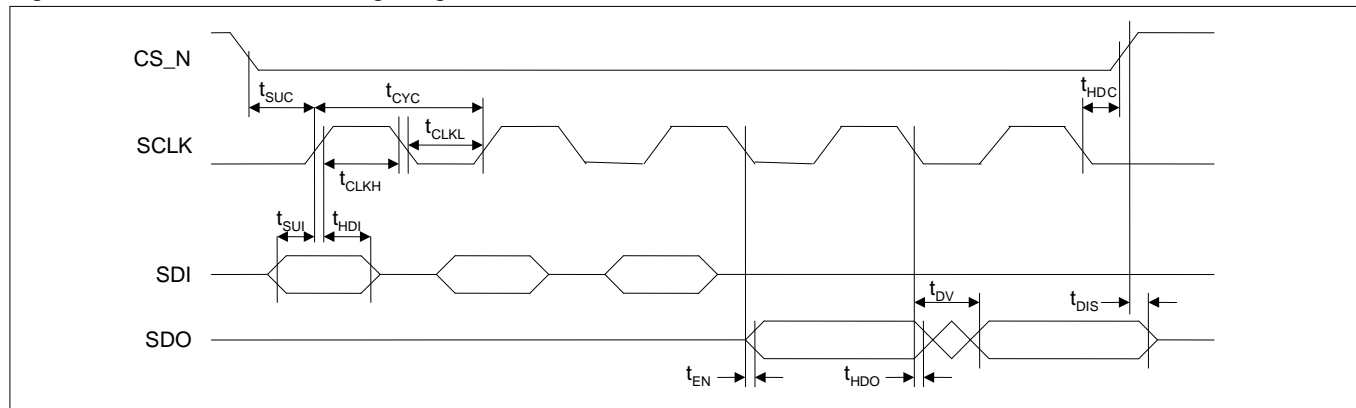 CS_N
tSUC
tCYC
tHDC
tCLKL
SCLK
tCLKH
tSUI
tHDI
SDI
tDV
tDIS
SDO
tEN
tHDO